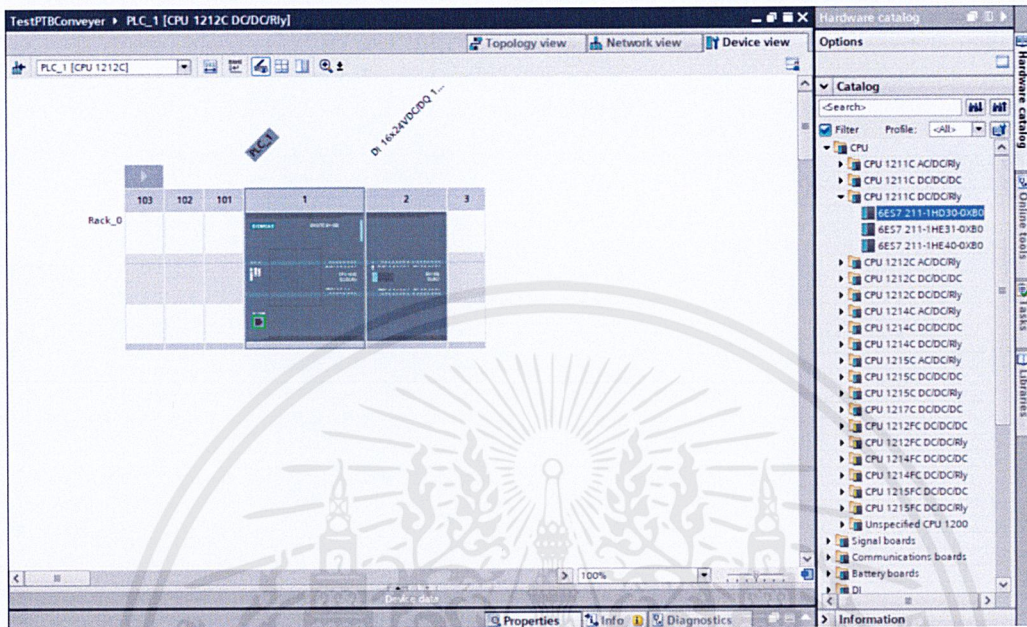 TestPTBConveyer ▸ PLC_1 [CPU 1212C DC/DC/Rly]
Topology view
Network view
Device view
PLC_1 [CPU 1212C]
PLC_1
DI 16x24VDC/DQ 1...
103 102 101 1 2 3
Rack_0
SIEMENS
100%
Device data
Properties
Info
Diagnostics
Hardware catalog
Options
Catalog
<Search>
Filter Profile: <All>
CPU
CPU 1211C AC/DC/Rly
CPU 1211C DC/DC/DC
CPU 1211C DC/DC/Rly
6ES7 211-1HD30-0XB0
6ES7 211-1HE31-0XB0
6ES7 211-1HE40-0XB0
CPU 1212C AC/DC/Rly
CPU 1212C DC/DC/DC
CPU 1212C DC/DC/Rly
CPU 1214C AC/DC/Rly
CPU 1214C DC/DC/DC
CPU 1214C DC/DC/Rly
CPU 1215C AC/DC/Rly
CPU 1215C DC/DC/DC
CPU 1215C DC/DC/Rly
CPU 1217C DC/DC/DC
CPU 1212FC DC/DC/DC
CPU 1212FC DC/DC/Rly
CPU 1214FC DC/DC/DC
CPU 1214FC DC/DC/Rly
CPU 1215FC DC/DC/DC
CPU 1215FC DC/DC/Rly
Unspecified CPU 1200
Signal boards
Communications boards
Battery boards
DI
Information
Hardware catalog
Online tools
Tasks
Libraries